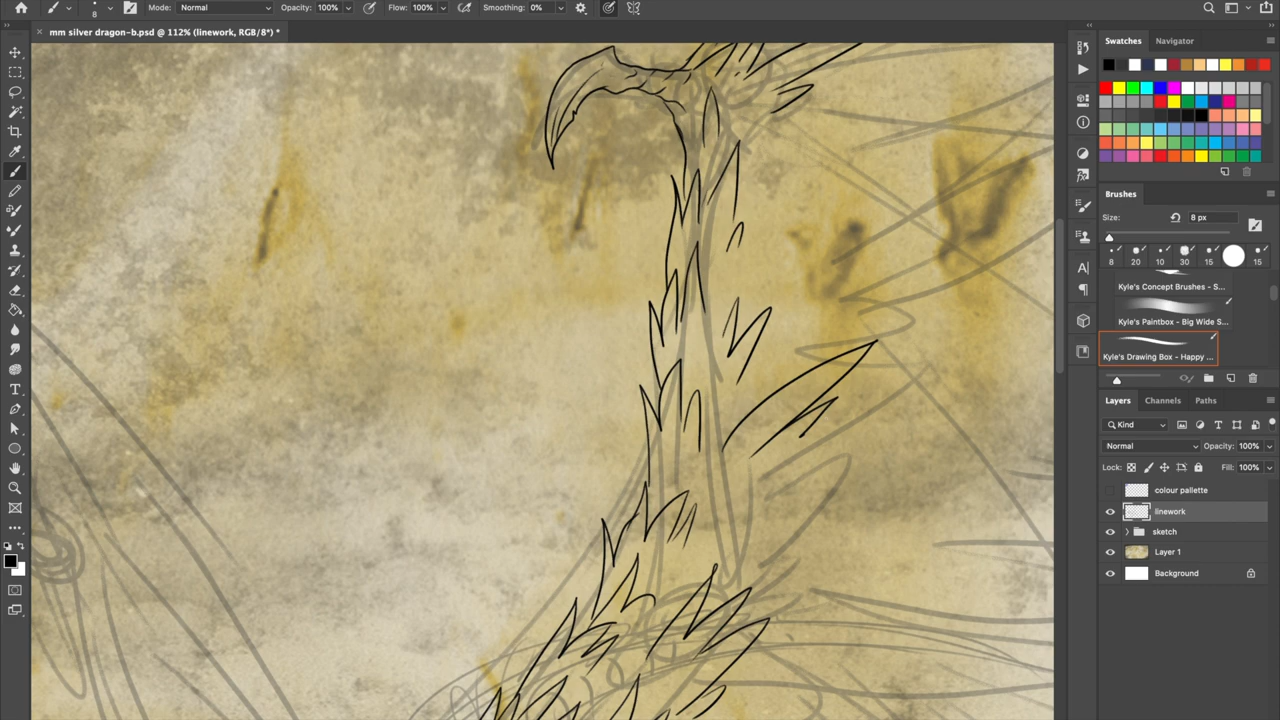 Mode: Normal Opacity: 100% Flow: 100% Smoothing: 0%
8
× mm silver dragon-b.psd @ 112% (linework, RGB/8*) *
Swatches Navigator
Brushes
Size: 8 px
8 20 10 30 15 15
Kyle's Concept Brushes - S...
Kyle's Paintbox - Big Wide S...
Kyle's Drawing Box - Happy ...
Layers Channels Paths
Kind
Normal Opacity: 100%
Lock: Fill: 100%
colour pallette
linework
sketch
Layer 1
Background